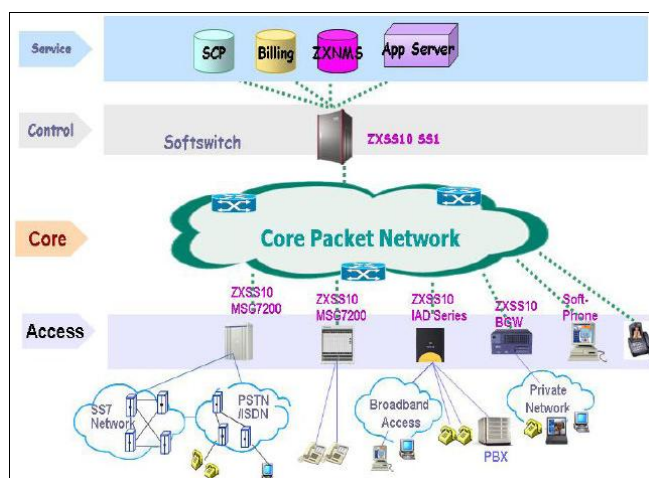 Service
SCP
Billing
ZXNMS
App Server
Control
Softswitch
ZXSS10 SS1
Core
Core Packet Network
ZXSS10
MSG7200
ZXSS10
MSG7200
ZXSS10
IAD Series
ZXSS10
BGW
Soft-
Phone
Access
SS7
Network
PSTN
/ISDN
Broadband
Access
PBX
Private
Network